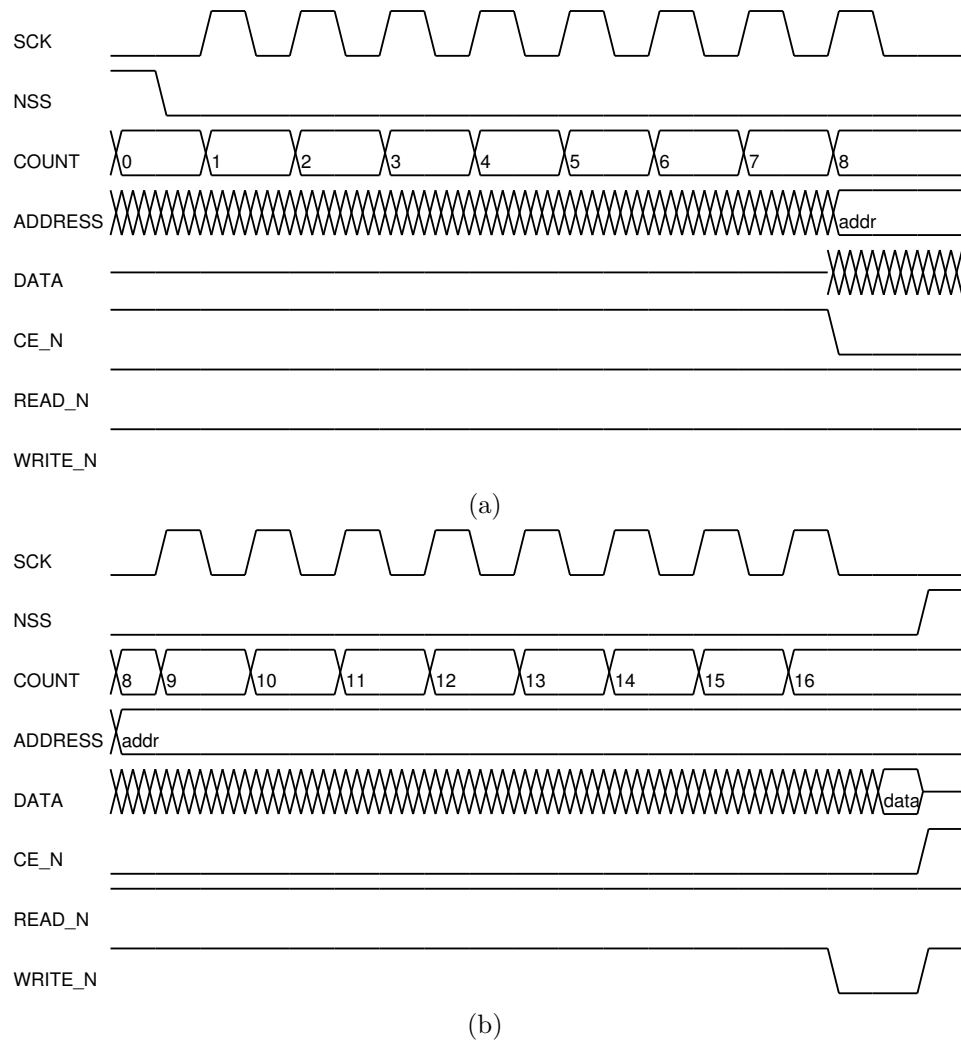 SCK
NSS
COUNT 0 1 2 3 4 5 6 7 8
ADDRESS addr
DATA
CE_N
READ_N
WRITE_N
(a)
SCK
NSS
COUNT 8 9 10 11 12 13 14 15 16
ADDRESS addr
DATA data
CE_N
READ_N
WRITE_N
(b)